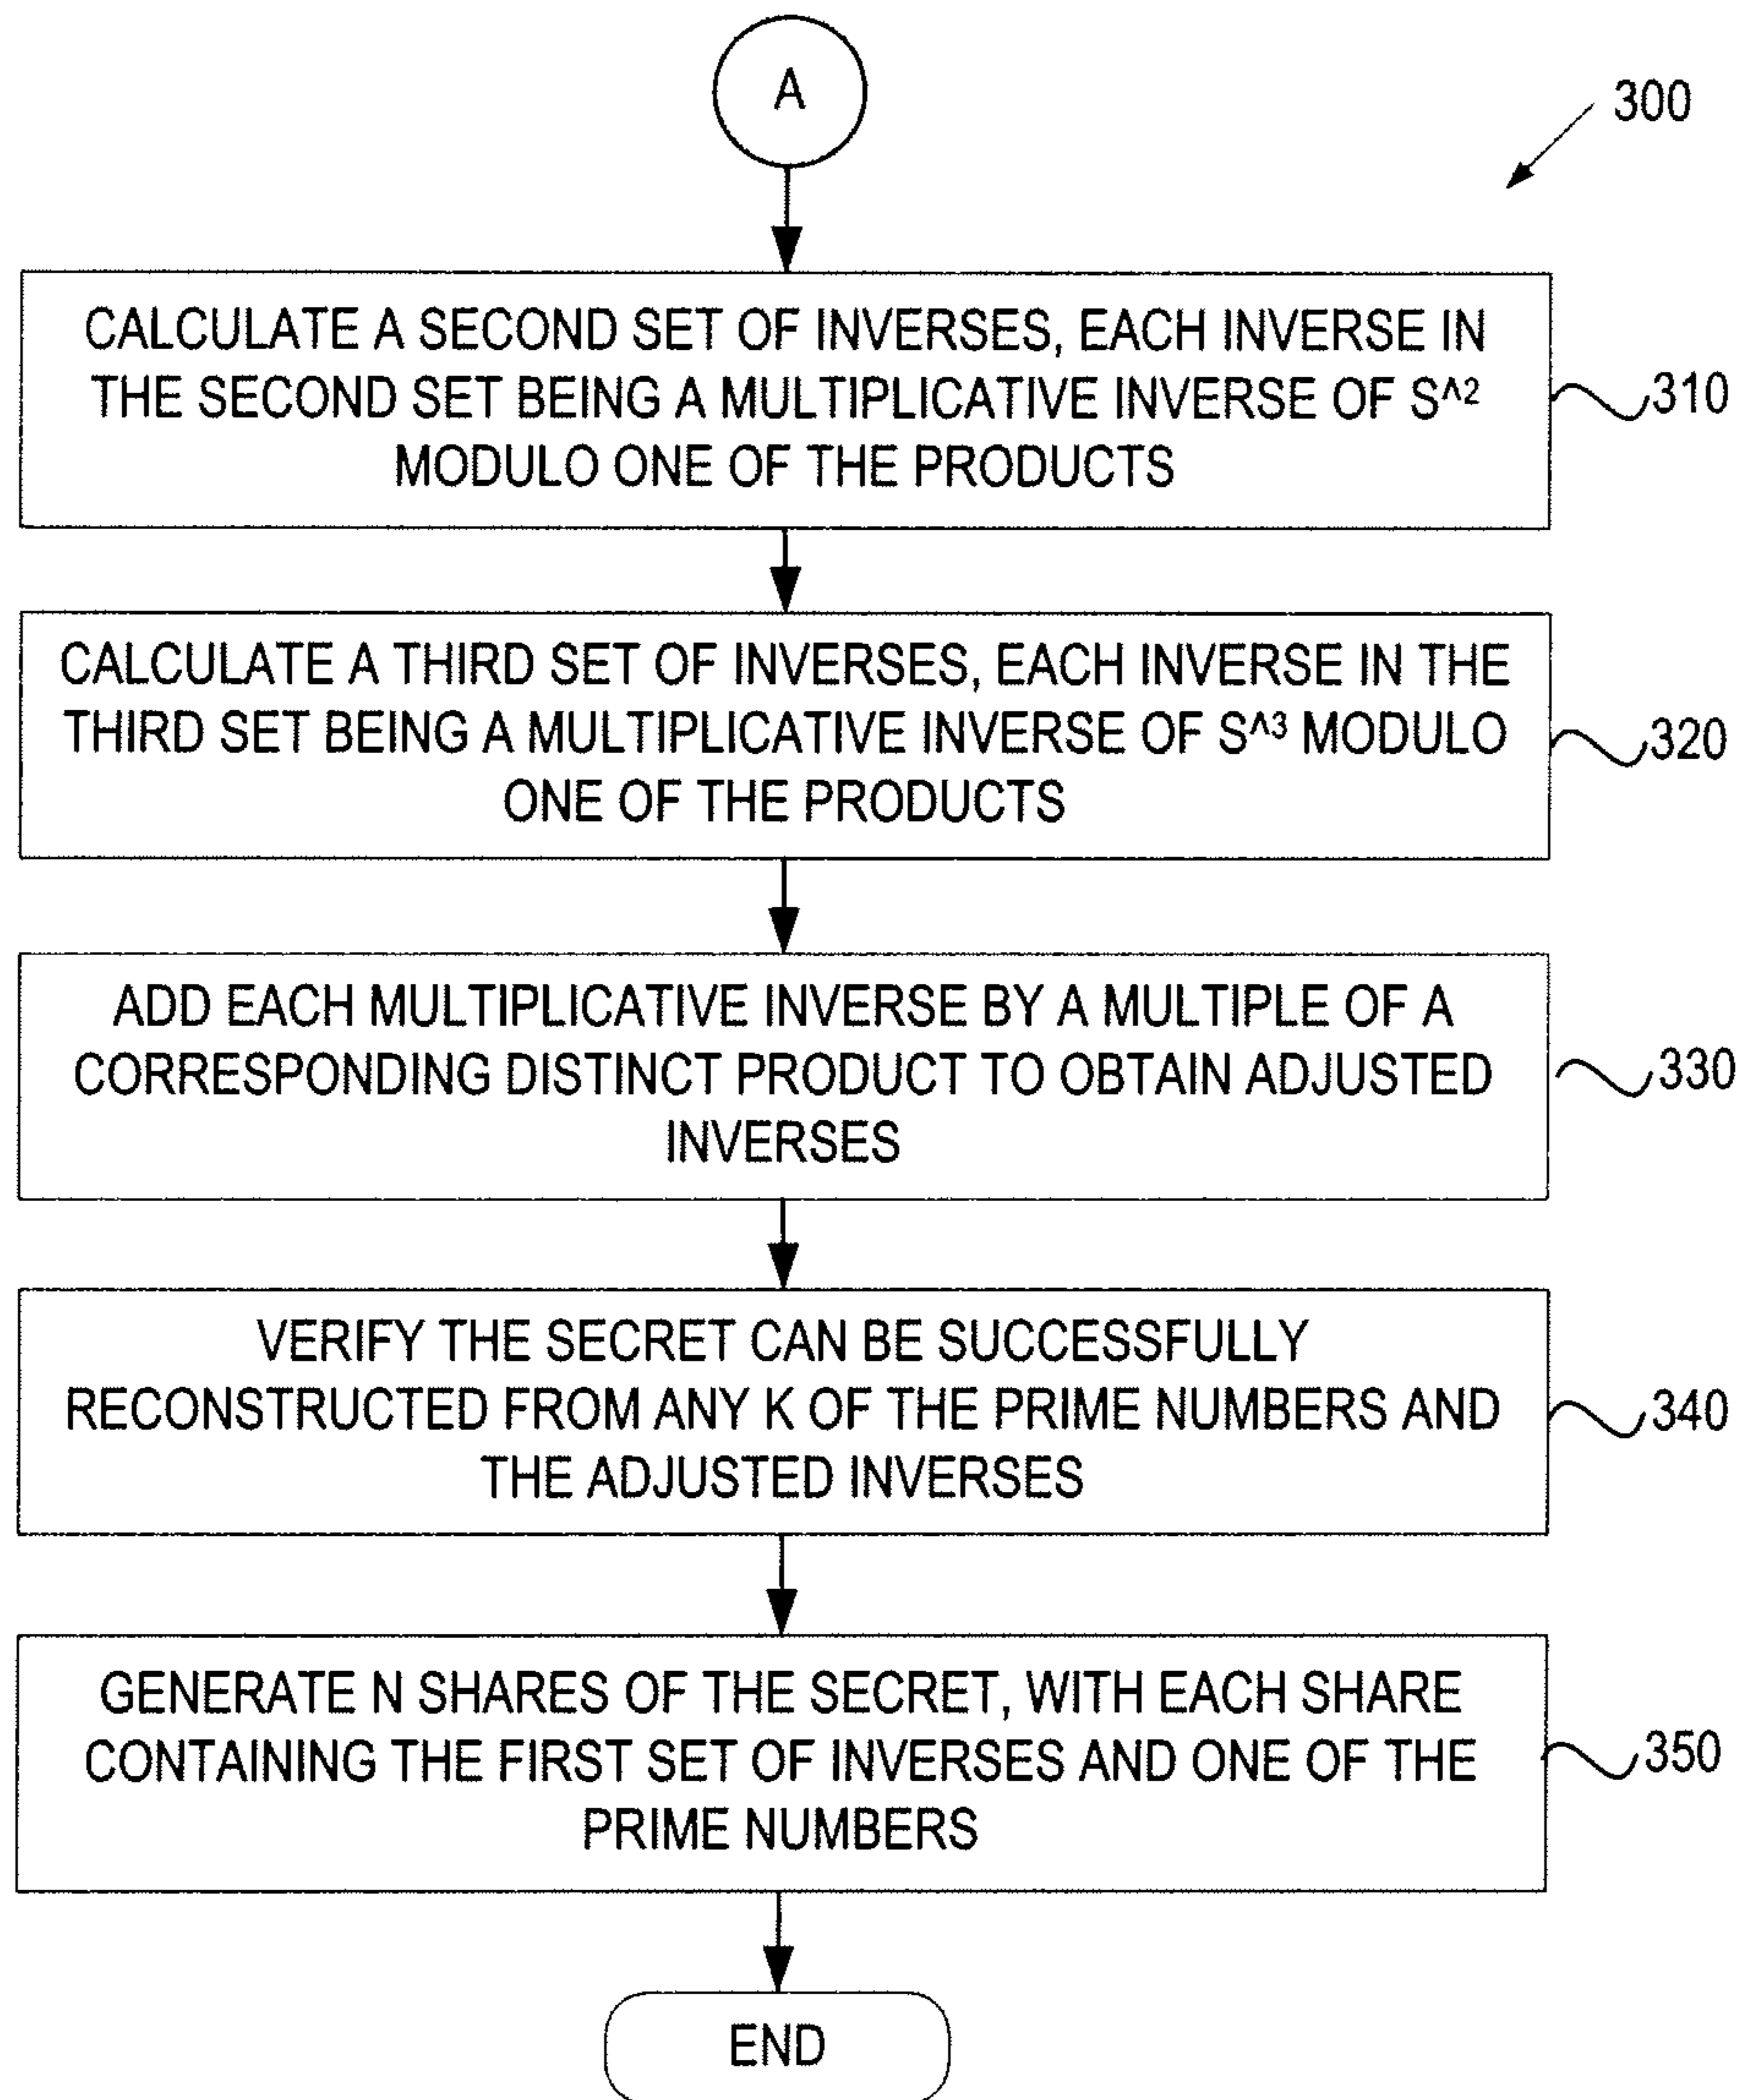 A
300
CALCULATE A SECOND SET OF INVERSES, EACH INVERSE IN
THE SECOND SET BEING A MULTIPLICATIVE INVERSE OF S^2
MODULO ONE OF THE PRODUCTS
310
CALCULATE A THIRD SET OF INVERSES, EACH INVERSE IN THE
THIRD SET BEING A MULTIPLICATIVE INVERSE OF S^3 MODULO
ONE OF THE PRODUCTS
320
ADD EACH MULTIPLICATIVE INVERSE BY A MULTIPLE OF A
CORRESPONDING DISTINCT PRODUCT TO OBTAIN ADJUSTED
INVERSES
330
VERIFY THE SECRET CAN BE SUCCESSFULLY
RECONSTRUCTED FROM ANY K OF THE PRIME NUMBERS AND
THE ADJUSTED INVERSES
340
GENERATE N SHARES OF THE SECRET, WITH EACH SHARE
CONTAINING THE FIRST SET OF INVERSES AND ONE OF THE
PRIME NUMBERS
350
END